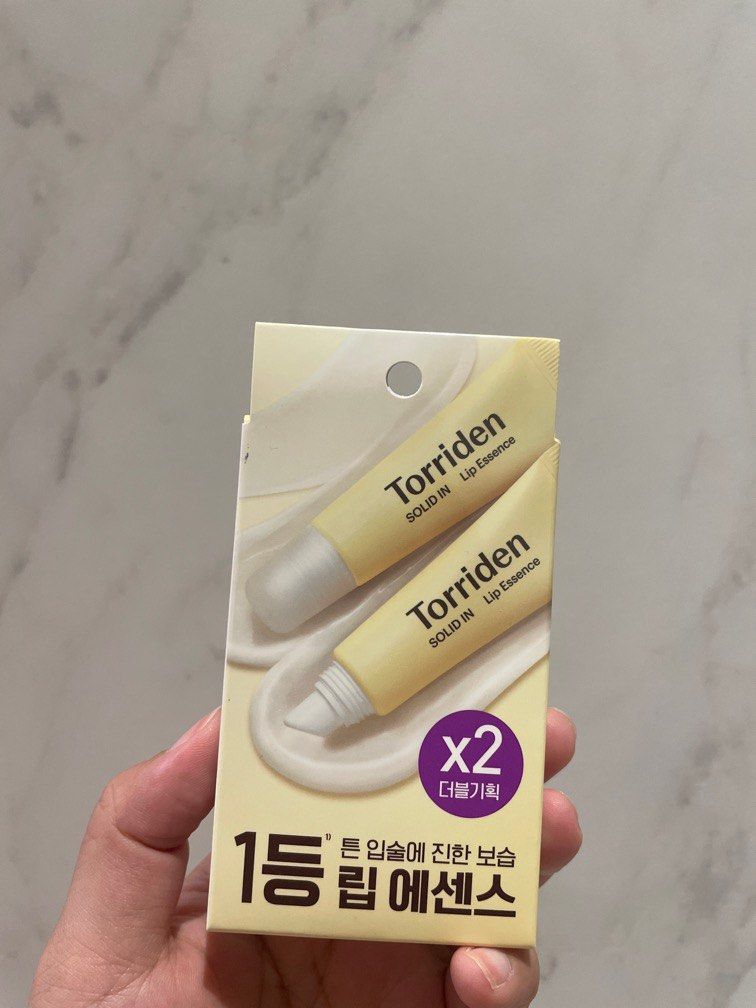 Torriden
SOLID IN Lip Essence
Torriden
SOLID IN Lip Essence
x2
더블기획
1등¹⁾
튼 입술에 진한 보습
립 에센스